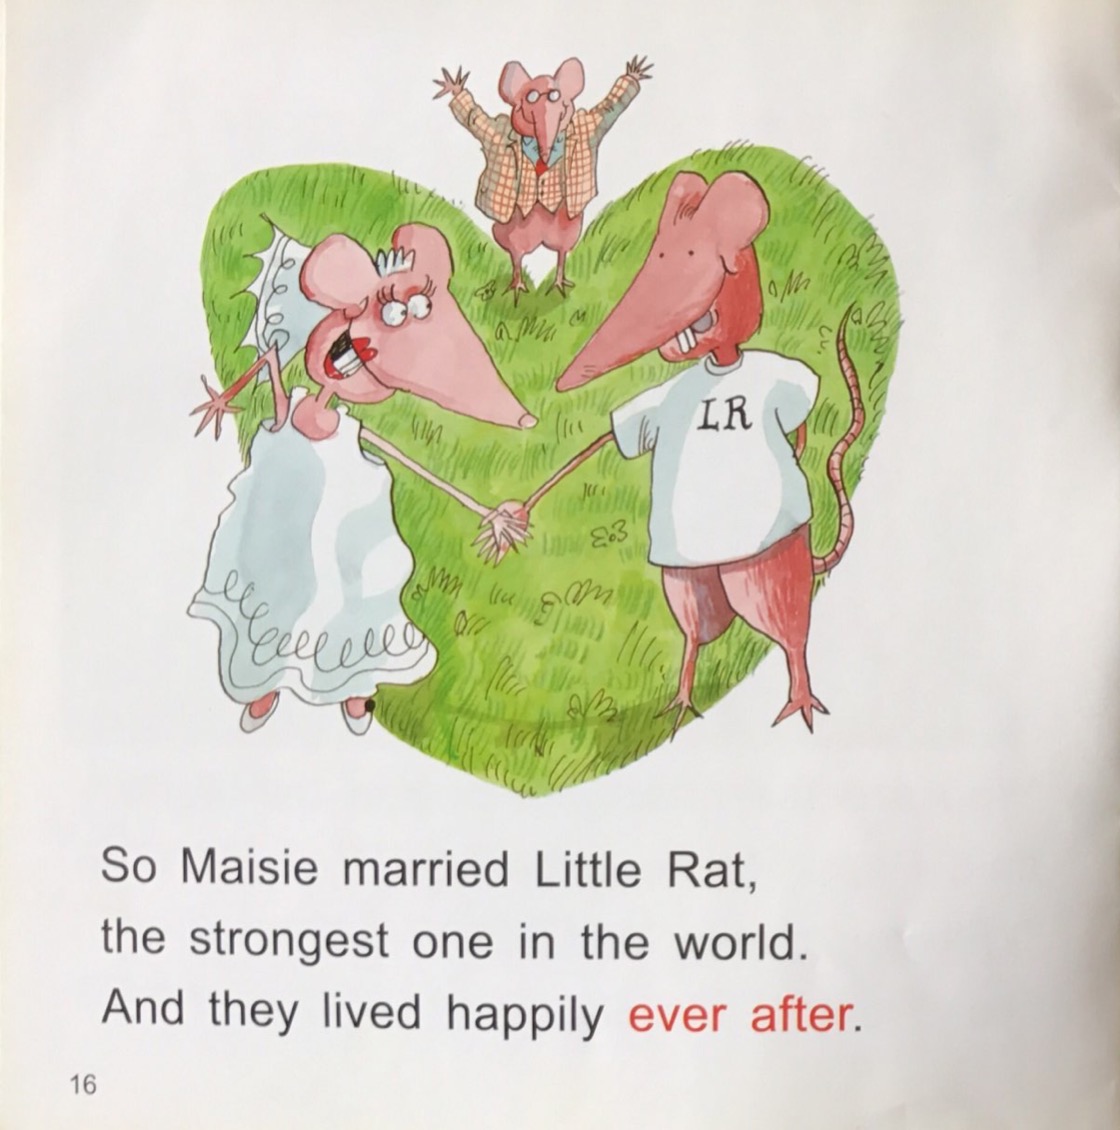 LR
So Maisie married Little Rat,
the strongest one in the world.
And they lived happily ever after.
16